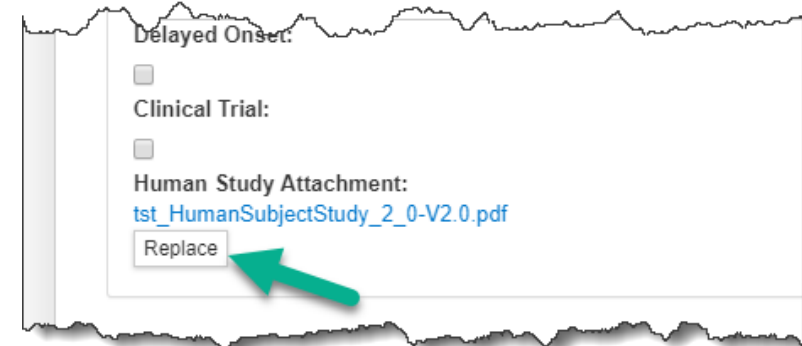 Delayed Onset:
Clinical Trial:
Human Study Attachment:
tst_HumanSubjectStudy_2_0-V2.0.pdf
Replace